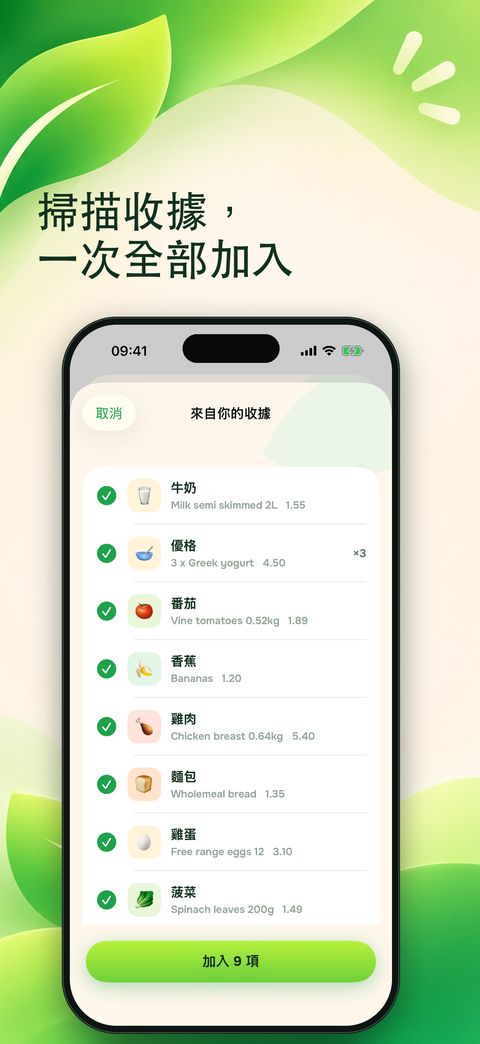 掃描收據，
一次全部加入
09:41
取消
來自你的收據
牛奶
Milk semi skimmed 2L 1.55
優格
3 x Greek yogurt 4.50
×3
番茄
Vine tomatoes 0.52kg 1.89
香蕉
Bananas 1.20
雞肉
Chicken breast 0.64kg 5.40
麵包
Wholemeal bread 1.35
雞蛋
Free range eggs 12 3.10
菠菜
Spinach leaves 200g 1.49
加入 9 項